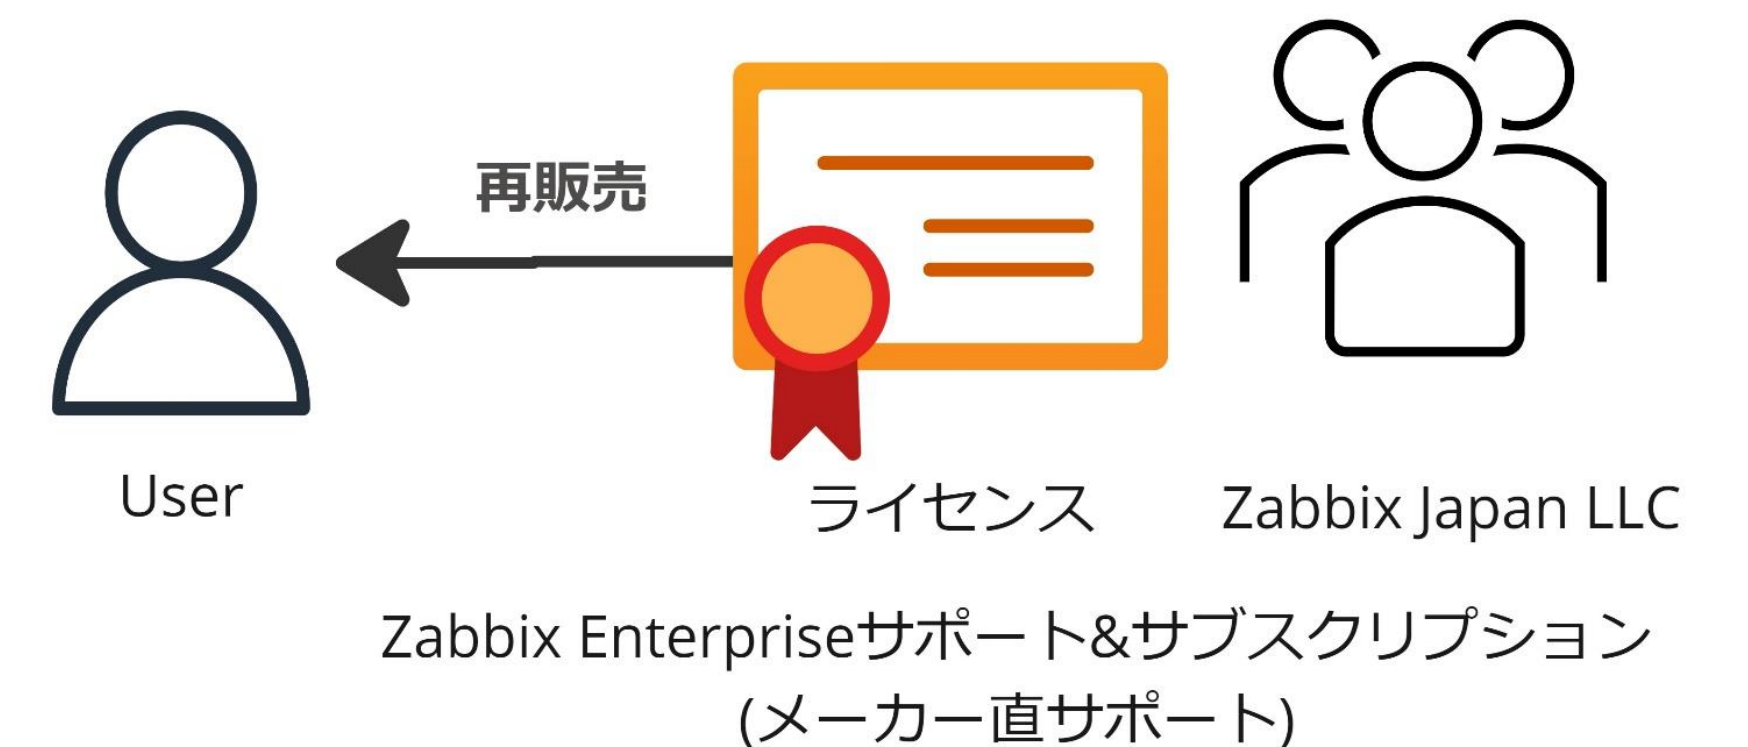 再販売
User
ライセンス
Zabbix Japan LLC
Zabbix Enterpriseサポート&サブスクリプション
(メーカー直サポート)